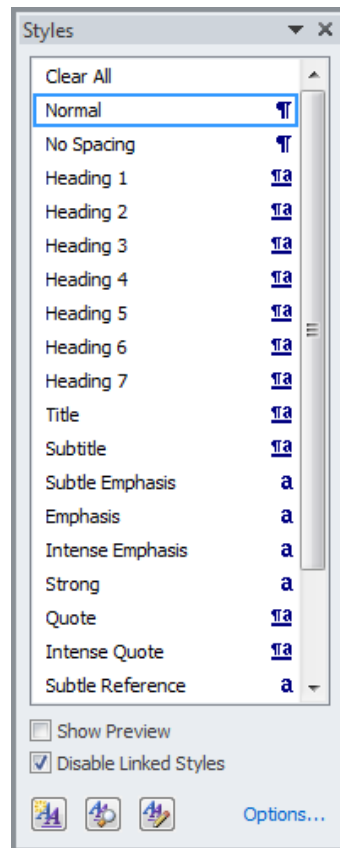 Styles
Clear All
Normal ¶
No Spacing ¶
Heading 1 ¶a
Heading 2 ¶a
Heading 3 ¶a
Heading 4 ¶a
Heading 5 ¶a
Heading 6 ¶a
Heading 7 ¶a
Title ¶a
Subtitle ¶a
Subtle Emphasis a
Emphasis a
Intense Emphasis a
Strong a
Quote ¶a
Intense Quote ¶a
Subtle Reference a
Show Preview
Disable Linked Styles
Options...